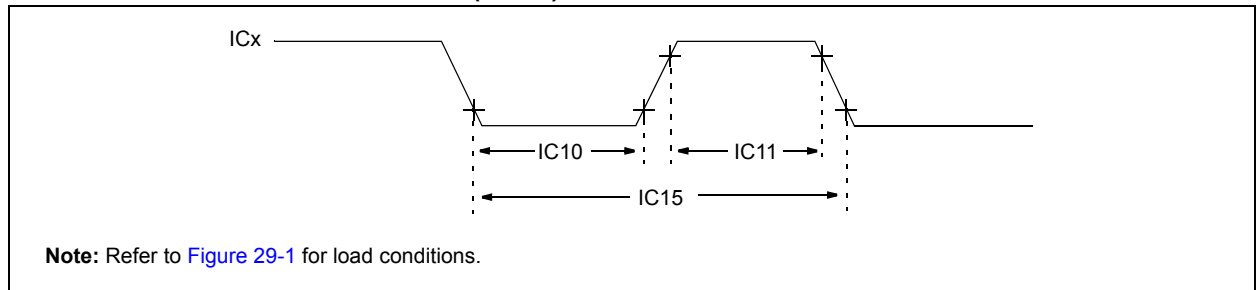 ICx
IC10
IC11
IC15
Note: Refer to Figure 29-1 for load conditions.